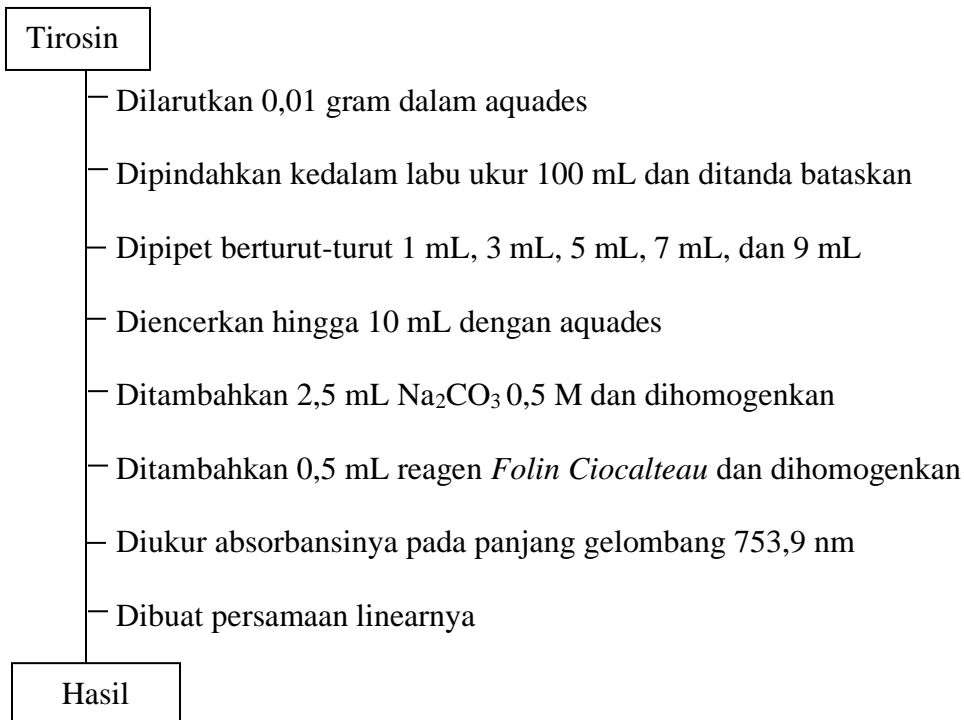 Tirosin
Dilarutkan 0,01 gram dalam aquades
Dipindahkan kedalam labu ukur 100 mL dan ditanda bataskan
Dipipet berturut-turut 1 mL, 3 mL, 5 mL, 7 mL, dan 9 mL
Diencerkan hingga 10 mL dengan aquades
Ditambahkan 2,5 mL Na₂CO₃ 0,5 M dan dihomogenkan
Ditambahkan 0,5 mL reagen Folin Ciocalteau dan dihomogenkan
Diukur absorbansinya pada panjang gelombang 753,9 nm
Dibuat persamaan linearnya
Hasil